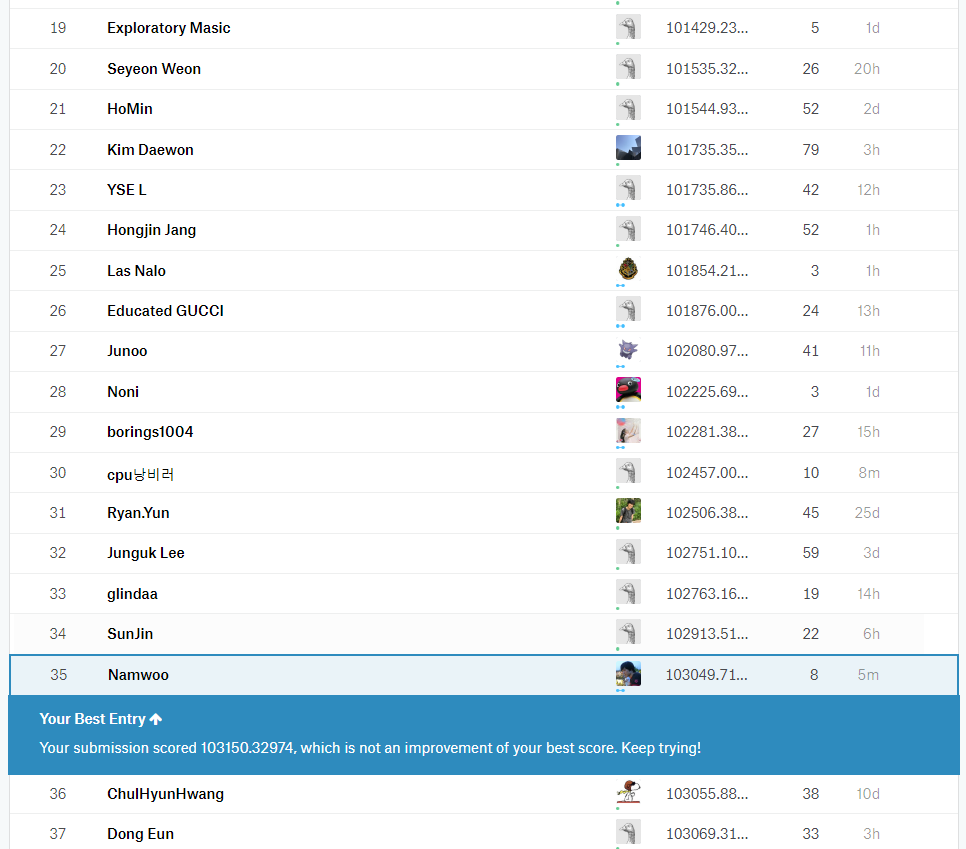 19 Exploratory Masic 101429.23... 5 1d
20 Seyeon Weon 101535.32... 26 20h
21 HoMin 101544.93... 52 2d
22 Kim Daewon 101735.35... 79 3h
23 YSE L 101735.86... 42 12h
24 Hongjin Jang 101746.40... 52 1h
25 Las Nalo 101854.21... 3 1h
26 Educated GUCCI 101876.00... 24 13h
27 Junoo 102080.97... 41 11h
28 Noni 102225.69... 3 1d
29 borings1004 102281.38... 27 15h
30 cpu낭비러 102457.00... 10 8m
31 Ryan.Yun 102506.38... 45 25d
32 Junguk Lee 102751.10... 59 3d
33 glindaa 102763.16... 19 14h
34 SunJin 102913.51... 22 6h
35 Namwoo 103049.71... 8 5m
Your Best Entry
Your submission scored 103150.32974, which is not an improvement of your best score. Keep trying!
36 ChulHyunHwang 103055.88... 38 10d
37 Dong Eun 103069.31... 33 3h